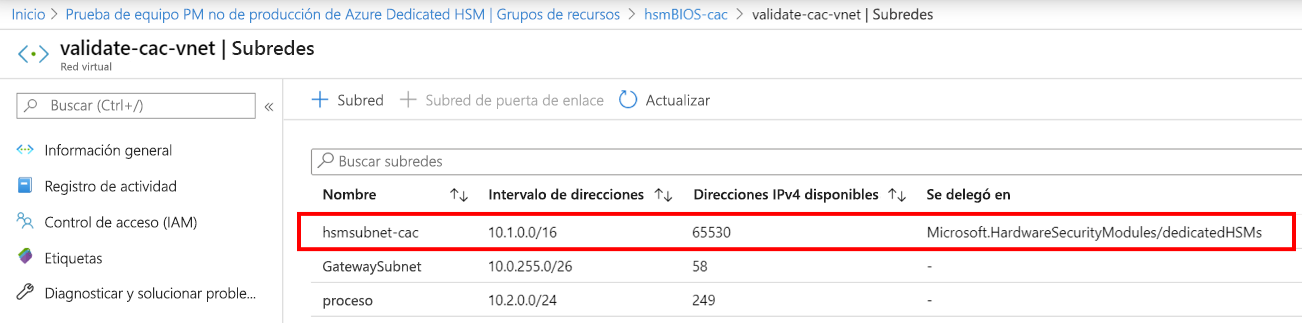 Inicio > Prueba de equipo PM no de producción de Azure Dedicated HSM | Grupos de recursos > hsmBIOS-cac > validate-cac-vnet | Subredes
validate-cac-vnet | Subredes
Red virtual
Buscar (Ctrl+/) «
+ Subred + Subred de puerta de enlace Actualizar
Información general
Registro de actividad
Control de acceso (IAM)
Etiquetas
Diagnosticar y solucionar proble...
Buscar subredes
Nombre ↑↓ Intervalo de direcciones ↑↓ Direcciones IPv4 disponibles ↑↓ Se delegó en
hsmsubnet-cac 10.1.0.0/16 65530 Microsoft.HardwareSecurityModules/dedicatedHSMs
GatewaySubnet 10.0.255.0/26 58 -
proceso 10.2.0.0/24 249 -